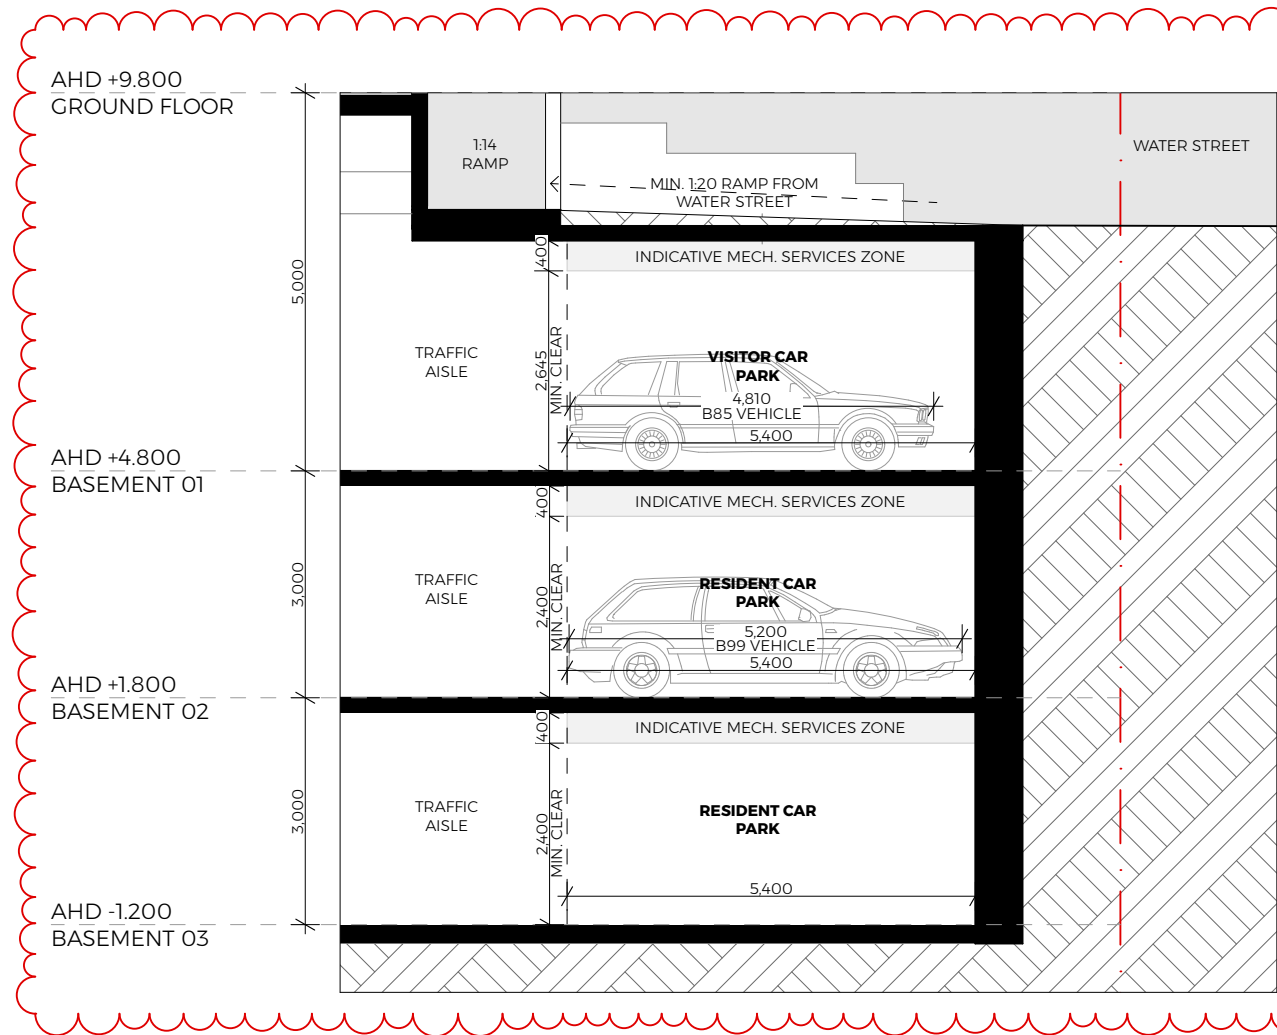 AHD +9.800
GROUND FLOOR
1:14
RAMP
WATER STREET
MIN. 1:20 RAMP FROM
WATER STREET
400
INDICATIVE MECH. SERVICES ZONE
5,000
TRAFFIC
AISLE
2,645
MIN. CLEAR
VISITOR CAR
PARK
4,810
B85 VEHICLE
5,400
AHD +4.800
BASEMENT 01
400
INDICATIVE MECH. SERVICES ZONE
3,000
TRAFFIC
AISLE
2,400
MIN. CLEAR
RESIDENT CAR
PARK
5,200
B99 VEHICLE
5,400
AHD +1.800
BASEMENT 02
400
INDICATIVE MECH. SERVICES ZONE
3,000
TRAFFIC
AISLE
2,400
MIN. CLEAR
RESIDENT CAR
PARK
5,400
AHD -1.200
BASEMENT 03